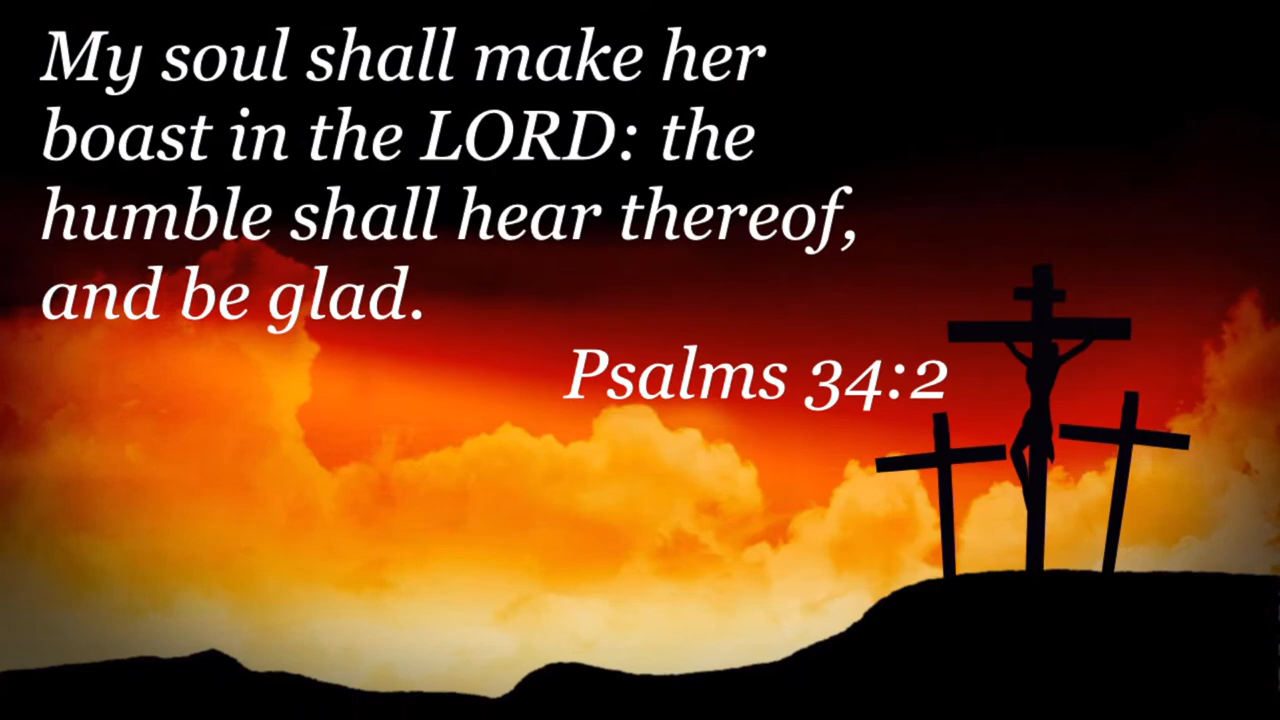 My soul shall make her
boast in the LORD: the
humble shall hear thereof,
and be glad.
Psalms 34:2